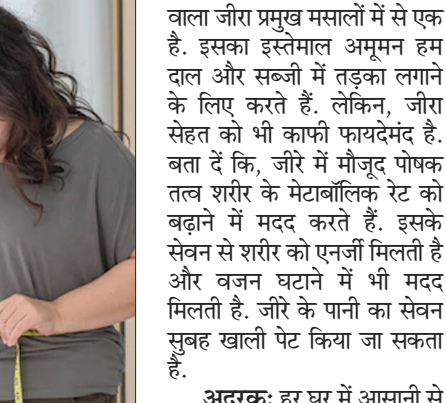 वाला जीरा प्रमुख मसालों में से एक
है. इसका इस्तेमाल अमूमन हम
दाल और सब्जी में तड़का लगाने
के लिए करते हैं. लेकिन, जीरा
सेहत को भी काफी फायदेमंद है.
बता दें कि, जीरे में मौजूद पोषक
तत्व शरीर के मेटाबॉलिक रेट को
बढ़ाने में मदद करते हैं. इसके
सेवन से शरीर को एनर्जी मिलती है
और वजन घटाने में भी मदद
मिलती है. जीरे के पानी का सेवन
सुबह खाली पेट किया जा सकता
है.
अदरक: हर घर में आसानी से